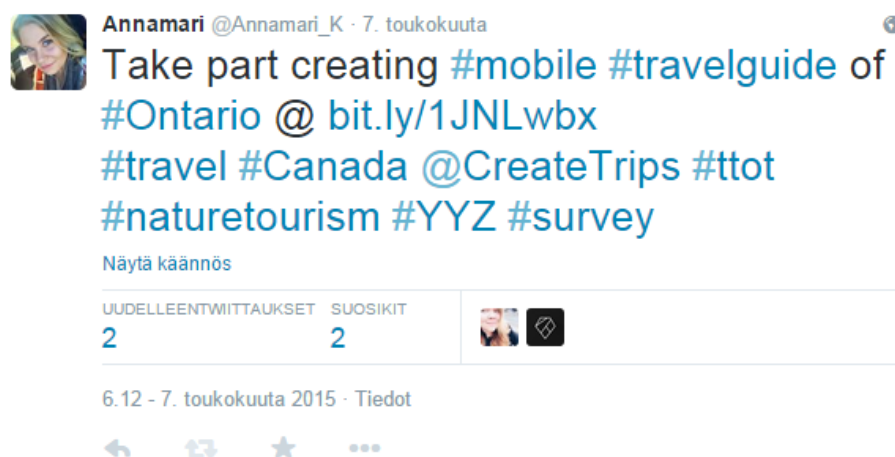 Annamari @Annamari_K · 7. toukokuuta
Take part creating #mobile #travelguide of
#Ontario @ bit.ly/1JNLwbx
#travel #Canada @CreateTrips #ttot
#naturetourism #YYZ #survey
Näytä käännös
UUDELLEENTWIITTAUKSET SUOSIKIT
2 2
6.12 - 7. toukokuuta 2015 · Tiedot